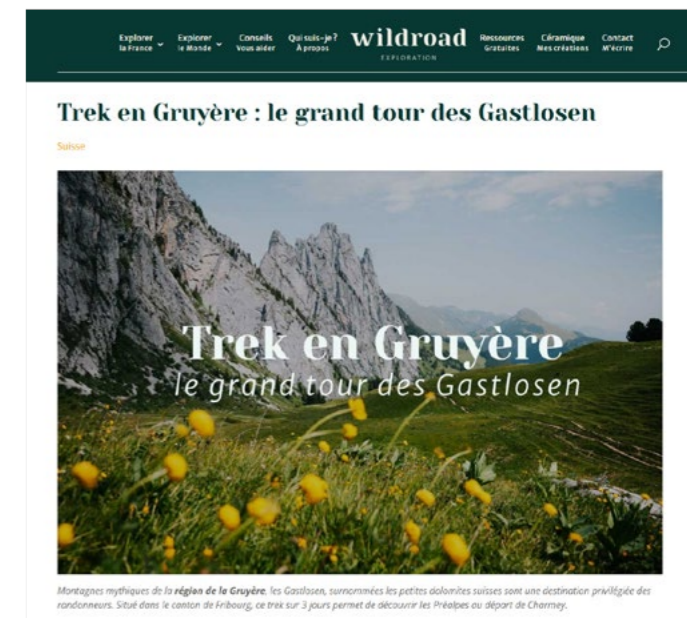 Explorer la France
Explorer le Monde
Conseils Vous aider
Qui suis-je ? À propos
wildroad
EXPLORATION
Ressources Gratuites
Céramique Mes créations
Contact M'écrire
Trek en Gruyère : le grand tour des Gastlosen
Suisse
Trek en Gruyère
le grand tour des Gastlosen
Montagnes mythiques de la région de la Gruyère, les Gastlosen, surnommées les petites dolomites suisses sont une destination privilégiée des
randonneurs. Situé dans le canton de Fribourg, ce trek sur 3 jours permet de découvrir les Préalpes au départ de Charmey.